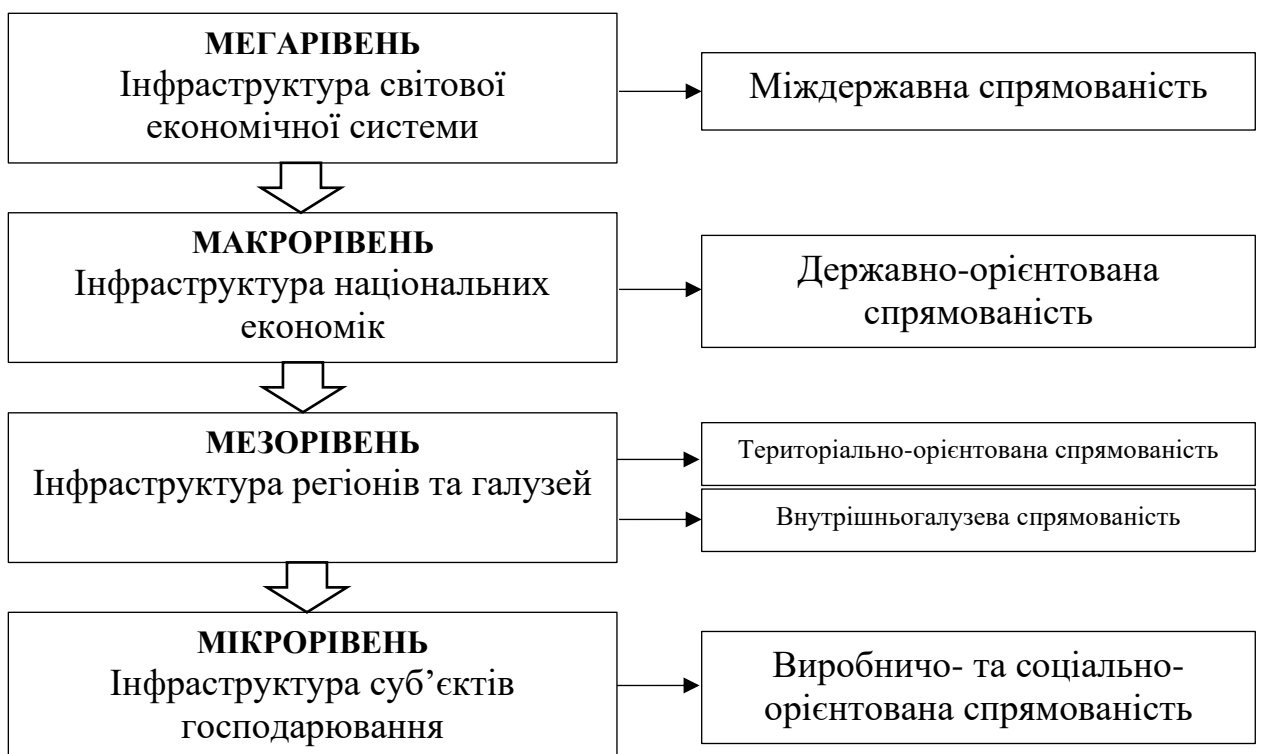 МЕГАРІВЕНЬ
Інфраструктура світової
економічної системи
Міждержавна спрямованість
МАКРОРІВЕНЬ
Інфраструктура національних
економік
Державно-орієнтована
спрямованість
МЕЗОРІВЕНЬ
Інфраструктура регіонів та галузей
Територіально-орієнтована спрямованість
Внутрішньогалузева спрямованість
МІКРОРІВЕНЬ
Інфраструктура суб’єктів
господарювання
Виробничо- та соціально-
орієнтована спрямованість